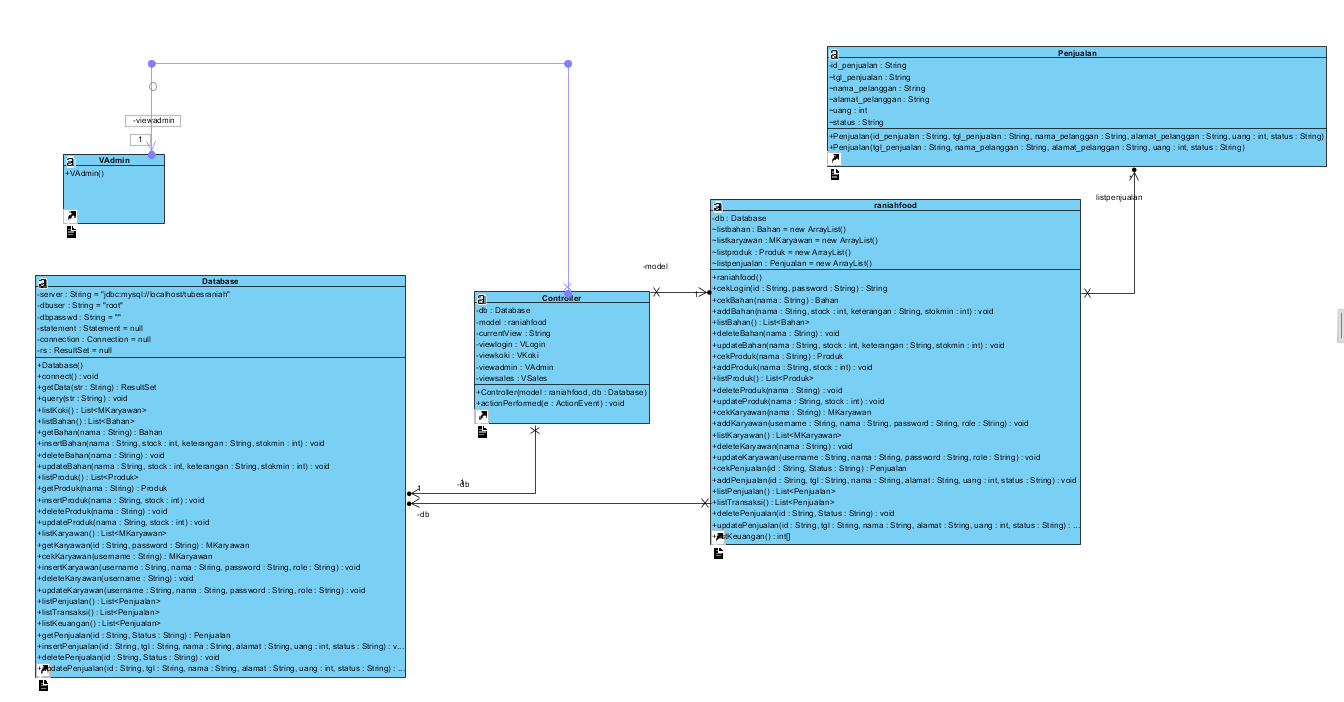 Penjualan
-id_penjualan : String
~tgl_penjualan : String
~nama_pelanggan : String
~alamat_pelanggan : String
~uang : int
~status : String
+Penjualan(id_penjualan : String, tgl_penjualan : String, nama_pelanggan : String, alamat_pelanggan : String, uang : int, status : String)
+Penjualan(tgl_penjualan : String, nama_pelanggan : String, alamat_pelanggan : String, uang : int, status : String)
-viewadmin
1
VAdmin
+VAdmin()
listpenjualan
raniahfood
-db : Database
~listbahan : Bahan = new ArrayList()
~listkaryawan : MKaryawan = new ArrayList()
~listproduk : Produk = new ArrayList()
~listpenjualan : Penjualan = new ArrayList()
+raniahfood()
+cekLogin(id : String, password : String) : String
+cekBahan(nama : String) : Bahan
+addBahan(nama : String, stock : int, keterangan : String, stokmin : int) : void
+listBahan() : List<Bahan>
+deleteBahan(nama : String) : void
+updateBahan(nama : String, stock : int, keterangan : String, stokmin : int) : void
+cekProduk(nama : String) : Produk
+addProduk(nama : String, stock : int) : void
+listProduk() : List<Produk>
+deleteProduk(nama : String) : void
+updateProduk(nama : String, stock : int) : void
+cekKaryawan(nama : String) : MKaryawan
+addKaryawan(username : String, nama : String, password : String, role : String) : void
+listKaryawan() : List<MKaryawan>
+deleteKaryawan(nama : String) : void
+updateKaryawan(username : String, nama : String, password : String, role : String) : void
+cekPenjualan(id : String, Status : String) : Penjualan
+addPenjualan(id : String, tgl : String, nama : String, alamat : String, uang : int, status : String) : void
+listPenjualan() : List<Penjualan>
+listTransaksi() : List<Penjualan>
+deletePenjualan(id : String, Status : String) : void
+updatePenjualan(id : String, tgl : String, nama : String, alamat : String, uang : int, status : String) : ...
Keuangan() : int[]
-model
1
Database
-server : String = "jdbc:mysql://localhost/tubesraniah"
-dbuser : String = "root"
-dbpasswd : String = ""
-statement : Statement = null
-connection : Connection = null
-rs : ResultSet = null
+Database()
+connect() : void
+getData(str : String) : ResultSet
+query(str : String) : void
+listKoki() : List<MKaryawan>
+listBahan() : List<Bahan>
+getBahan(nama : String) : Bahan
+insertBahan(nama : String, stock : int, keterangan : String, stokmin : int) : void
+deleteBahan(nama : String) : void
+updateBahan(nama : String, stock : int, keterangan : String, stokmin : int) : void
+listProduk() : List<Produk>
+getProduk(nama : String) : Produk
+insertProduk(nama : String, stock : int) : void
+deleteProduk(nama : String) : void
+updateProduk(nama : String, stock : int) : void
+listKaryawan() : List<MKaryawan>
+getKaryawan(id : String, password : String) : MKaryawan
+cekKaryawan(username : String) : MKaryawan
+insertKaryawan(username : String, nama : String, password : String, role : String) : void
+deleteKaryawan(username : String) : void
+updateKaryawan(username : String, nama : String, password : String, role : String) : void
+listPenjualan() : List<Penjualan>
+listTransaksi() : List<Penjualan>
+listKeuangan() : List<Penjualan>
+getPenjualan(id : String, Status : String) : Penjualan
+insertPenjualan(id : String, tgl : String, nama : String, alamat : String, uang : int, status : String) : v...
+deletePenjualan(id : String, Status : String) : void
updatePenjualan(id : String, tgl : String, nama : String, alamat : String, uang : int, status : String) : ...
Controller
-db : Database
-model : raniahfood
-currentView : String
-viewlogin : VLogin
-viewkoki : VKoki
-viewadmin : VAdmin
-viewsales : VSales
+Controller(model : raniahfood, db : Database)
+actionPerformed(e : ActionEvent) : void
1
-db
-db